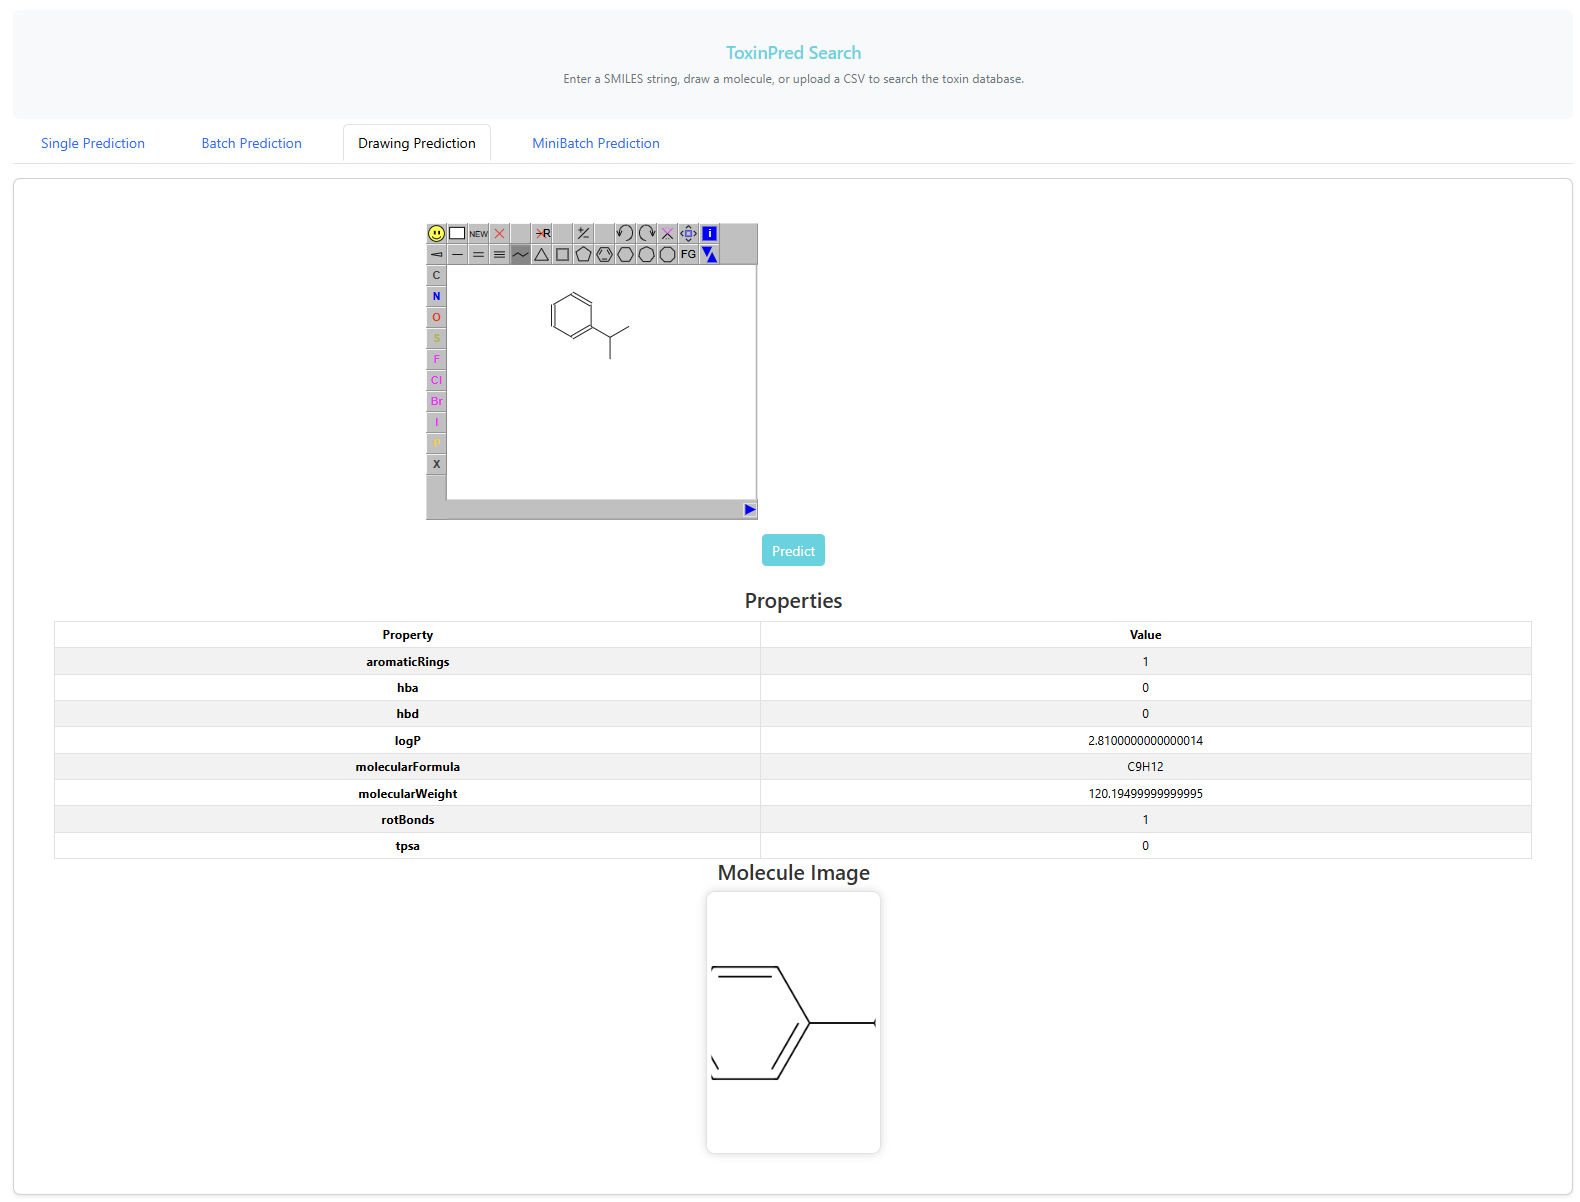 ToxinPred Search
Enter a SMILES string, draw a molecule, or upload a CSV to search the toxin database.
Single Prediction Batch Prediction Drawing Prediction MiniBatch Prediction
NEW R +/- i
FG
C
N
O
S
F
Cl
Br
I
P
X
Predict
Properties
Property Value
aromaticRings 1
hba 0
hbd 0
logP 2.8100000000000014
molecularFormula C9H12
molecularWeight 120.19499999999995
rotBonds 1
tpsa 0
Molecule Image